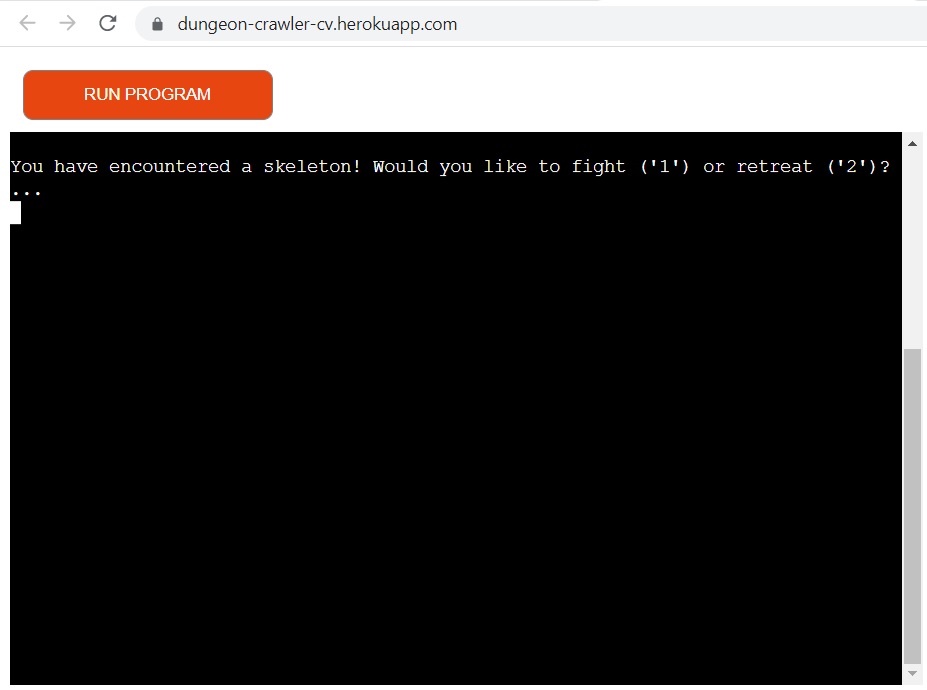 dungeon-crawler-cv.herokuapp.com
RUN PROGRAM
You have encountered a skeleton! Would you like to fight ('1') or retreat ('2')?
...